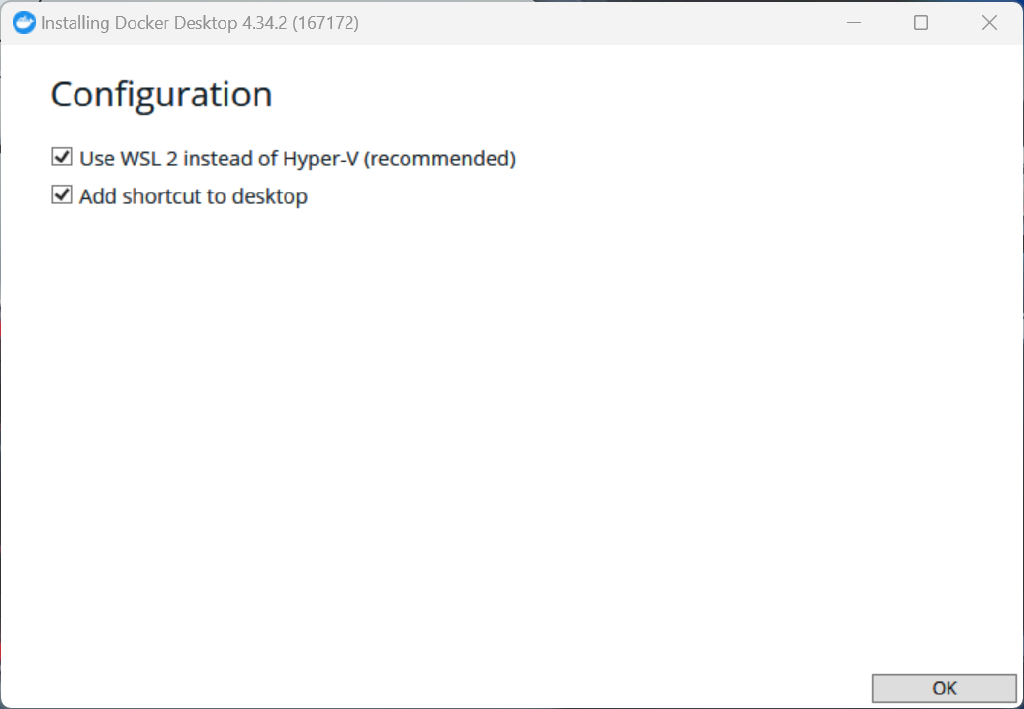 Installing Docker Desktop 4.34.2 (167172)
Configuration
Use WSL 2 instead of Hyper-V (recommended)
Add shortcut to desktop
OK